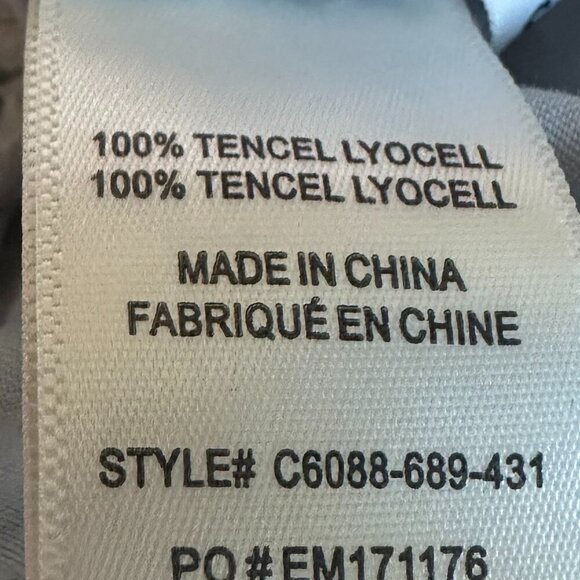 100% TENCEL LYOCELL
100% TENCEL LYOCELL
MADE IN CHINA
FABRIQUÉ EN CHINE
STYLE# C6088-689-431
PO # EM171176